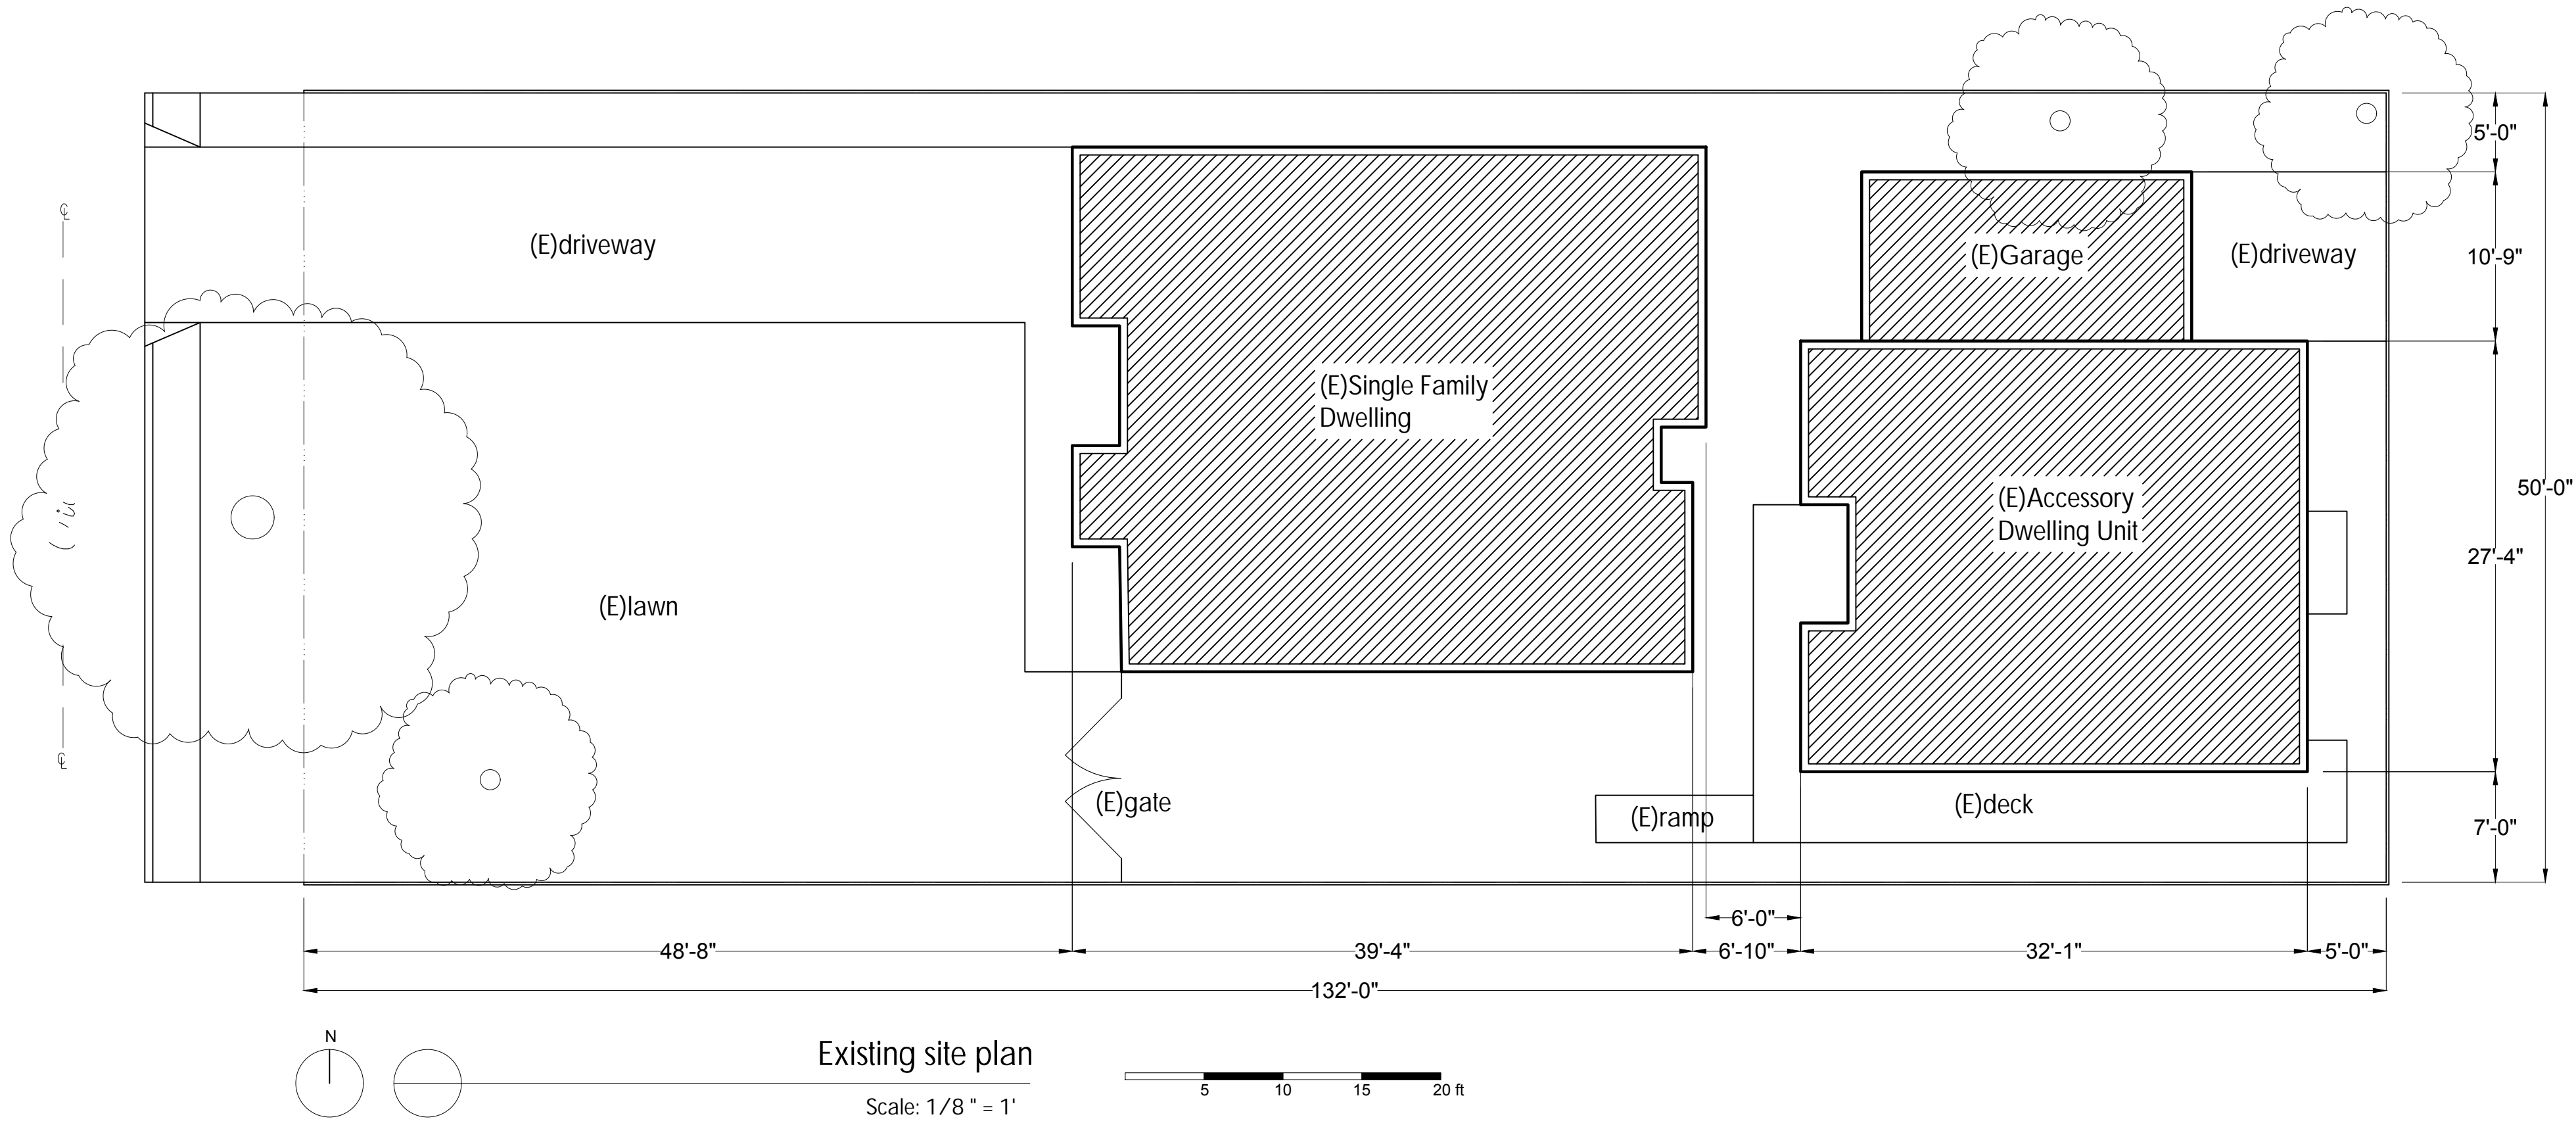 5'-0"
(E)driveway
(E)Garage
(E)driveway
10'-9"
(E)Single Family
Dwelling
(E)Accessory
Dwelling Unit
50'-0"
27'-4"
(E)lawn
(E)gate
(E)ramp
(E)deck
7'-0"
6'-0"
48'-8"
39'-4"
6'-10"
32'-1"
5'-0"
132'-0"
N
Existing site plan
Scale: 1/8 " = 1'
5 10 15 20 ft